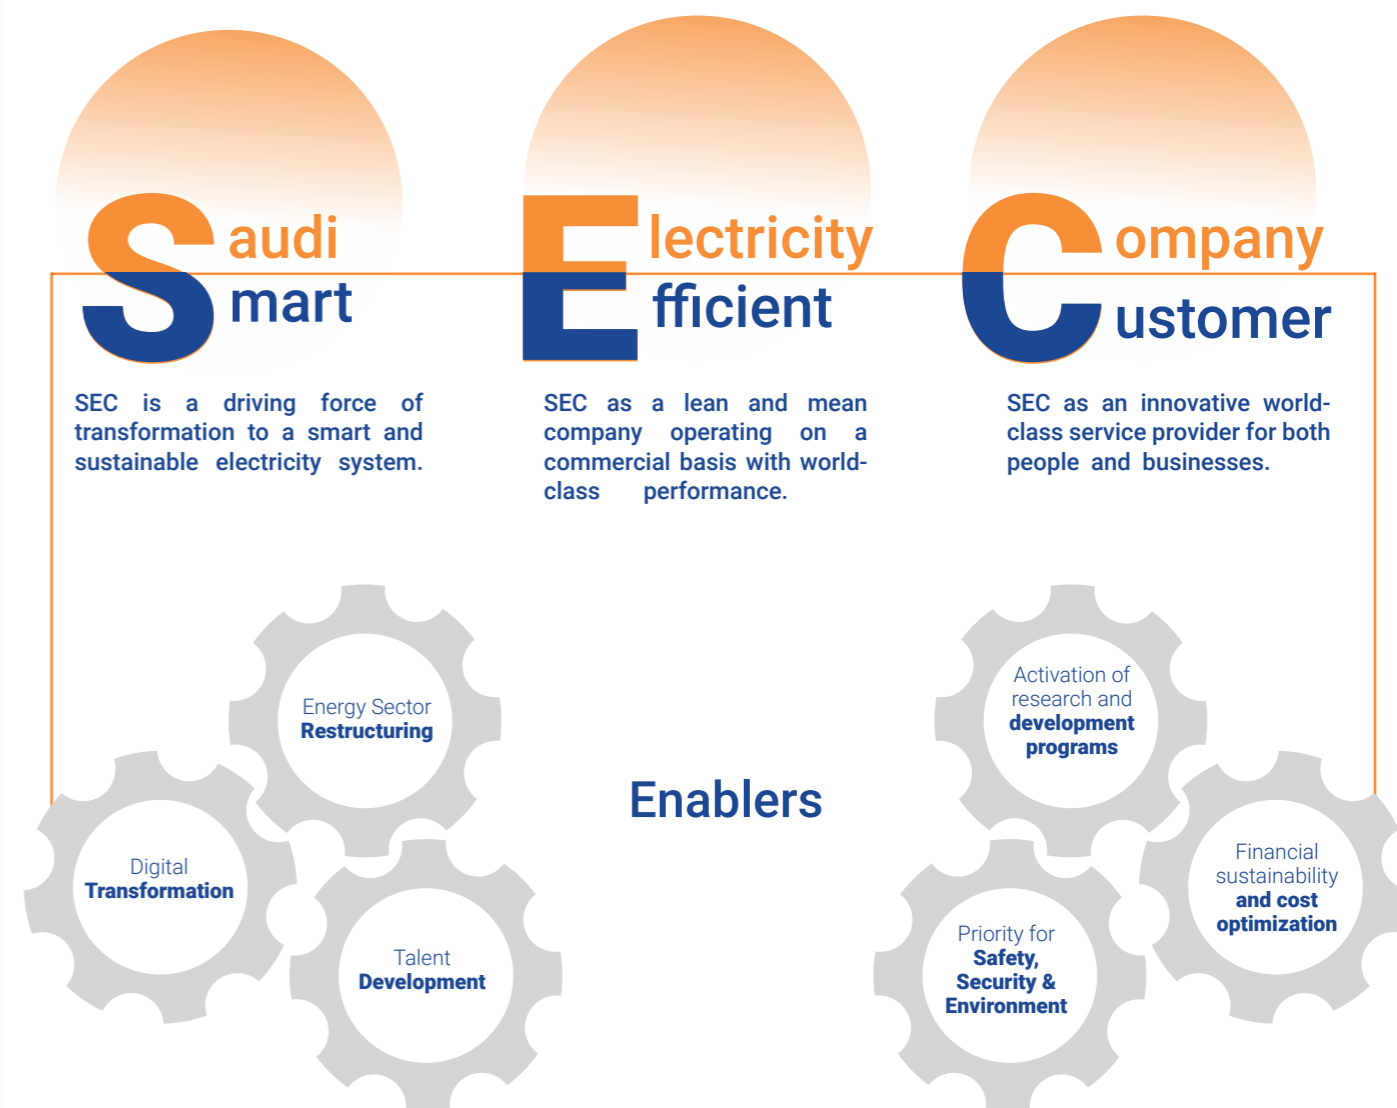 Saudi
Smart
SEC is a driving force of
transformation to a smart and
sustainable electricity system.
Electricity
Efficient
SEC as a lean and mean
company operating on a
commercial basis with world-
class performance.
Company
Customer
SEC as an innovative world-
class service provider for both
people and businesses.
Energy Sector
Restructuring
Digital
Transformation
Talent
Development
Enablers
Activation of
research and
development
programs
Financial
sustainability
and cost
optimization
Priority for
Safety,
Security &
Environment